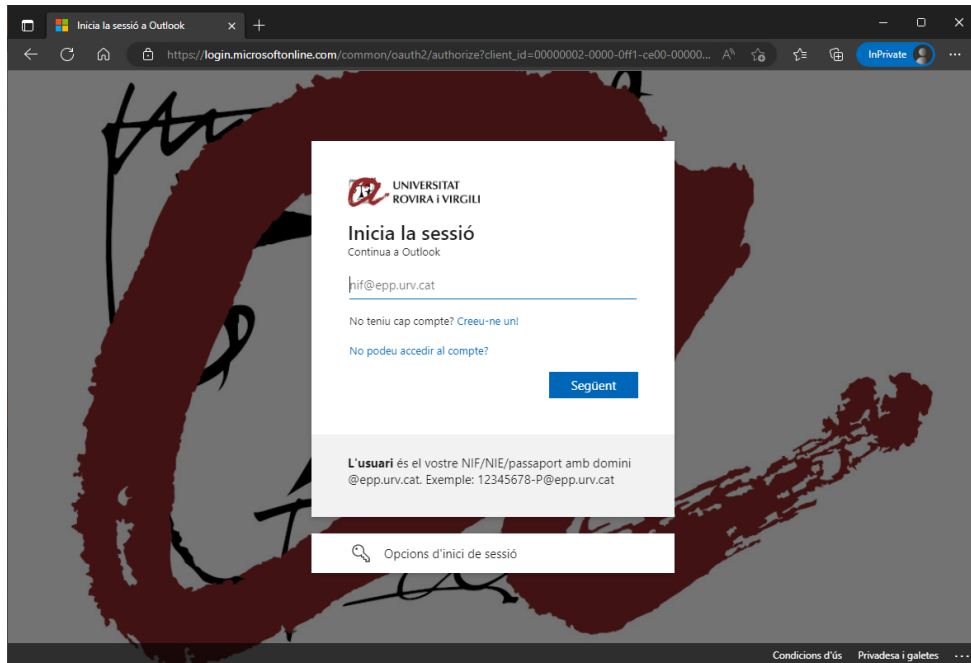 Inicia la sessió a Outlook
https://login.microsoftonline.com/common/oauth2/authorize?client_id=00000002-0000-0ff1-ce00-00000...
InPrivate
UNIVERSITAT
ROVIRA i VIRGILI
Inicia la sessió
Continua a Outlook
nif@epp.urv.cat
No teniu cap compte? Creeu-ne un!
No podeu accedir al compte?
Següent
L'usuari és el vostre NIF/NIE/passaport amb domini
@epp.urv.cat. Exemple: 12345678-P@epp.urv.cat
Opcions d'inici de sessió
Condicions d'ús Privadesa i galetes ...